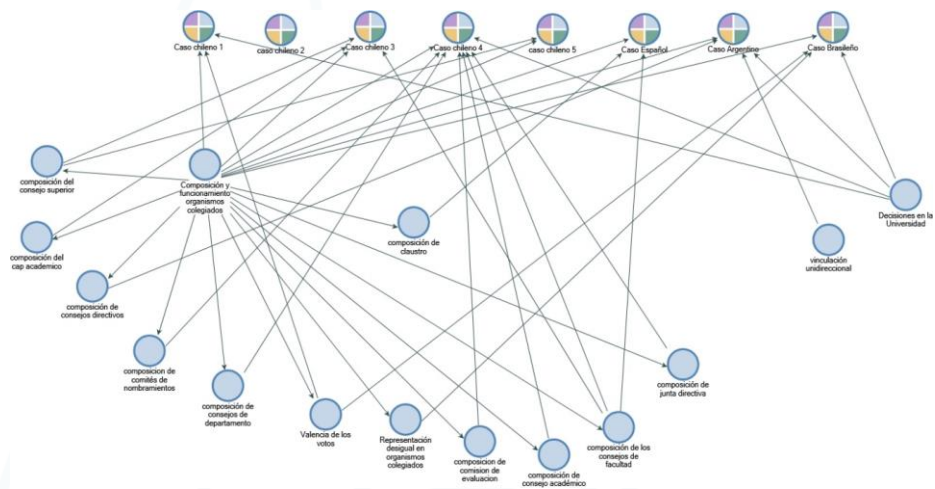 Caso chileno 1
caso chileno 2
Caso chileno 3
Caso chileno 4
caso chileno 5
Caso Español
Caso Argentino
Caso Brasileño
composición del
consejo superior
Composición y
funcionamiento
organismos
colegiados
Decisiones en la
Universidad
composición de
claustro
composición del
cap academico
vinculación
unidireccional
composición de
consejos directivos
composicion de
comités de
nombramientos
composición de
junta directiva
composición de
consejos de
departamento
Valencia de los
votos
Representación
desigual en
organismos
colegiados
composicion de
comision de
evaluacion
composición de
consejo académico
composición de los
consejos de
facultad